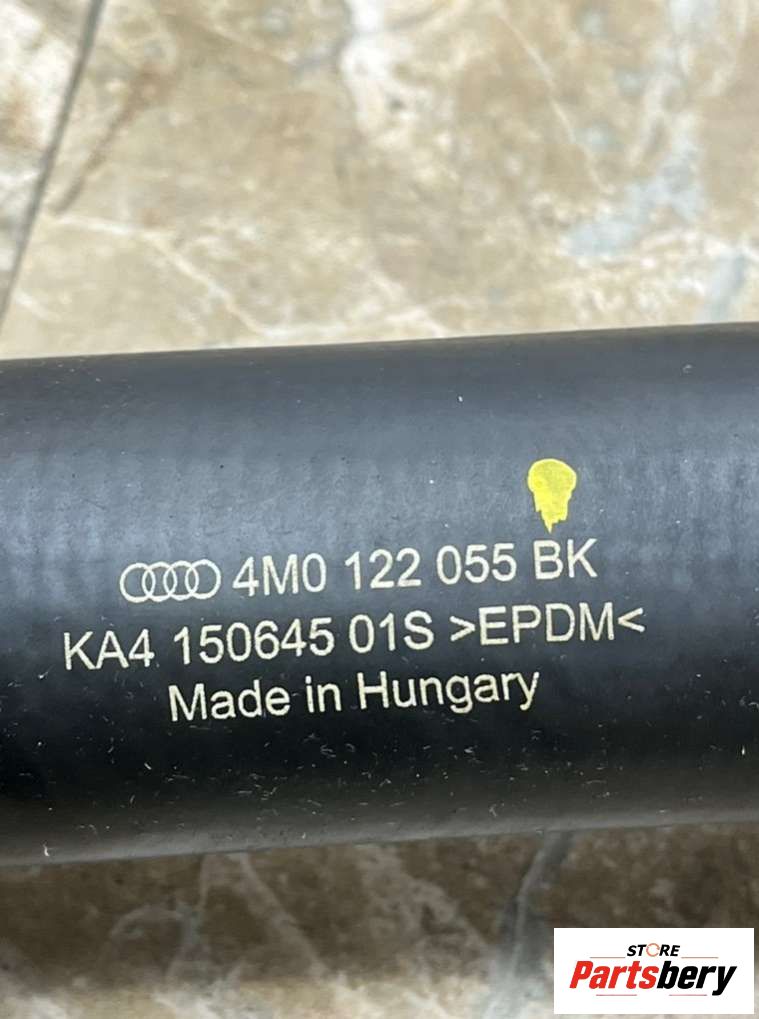 4M0 122 055 BK
KA4 150645 01S >EPDM<
Made in Hungary
STORE
Partsbery